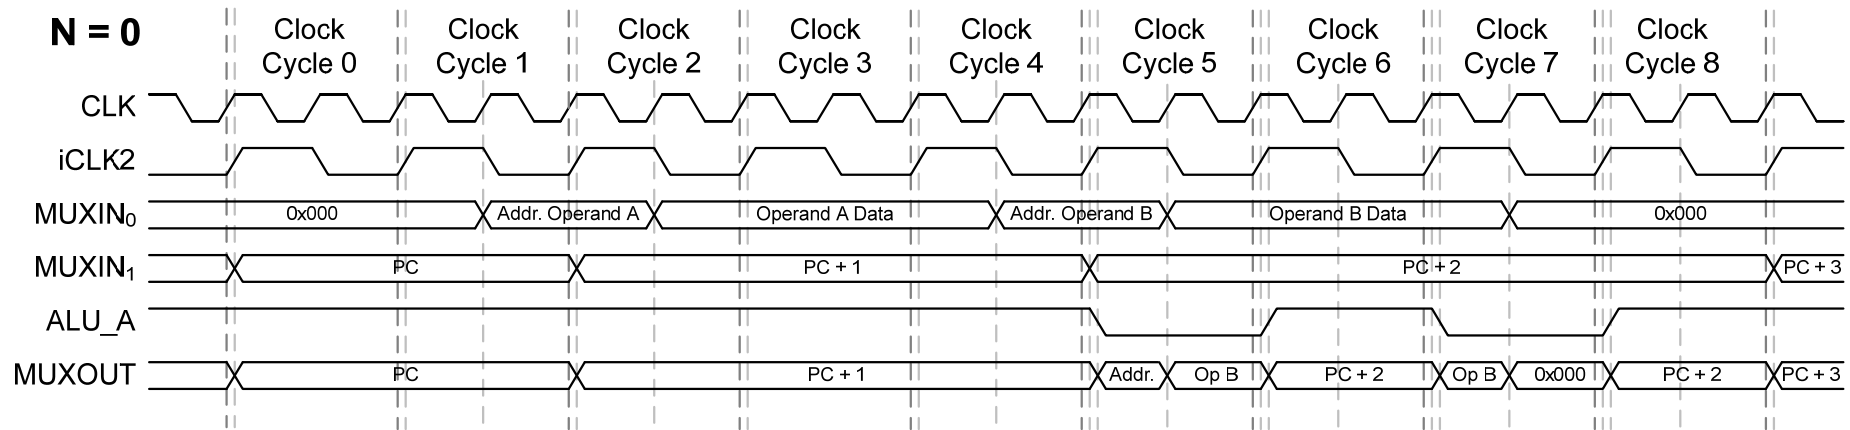 N = 0
Clock Cycle 0
Clock Cycle 1
Clock Cycle 2
Clock Cycle 3
Clock Cycle 4
Clock Cycle 5
Clock Cycle 6
Clock Cycle 7
Clock Cycle 8
CLK
iCLK2
MUXIN0 0x000 Addr. Operand A Operand A Data Addr. Operand B Operand B Data 0x000
MUXIN1 PC PC + 1 PC + 2 PC + 3
ALU_A
MUXOUT PC PC + 1 Addr. Op B PC + 2 Op B 0x000 PC + 2 PC + 3